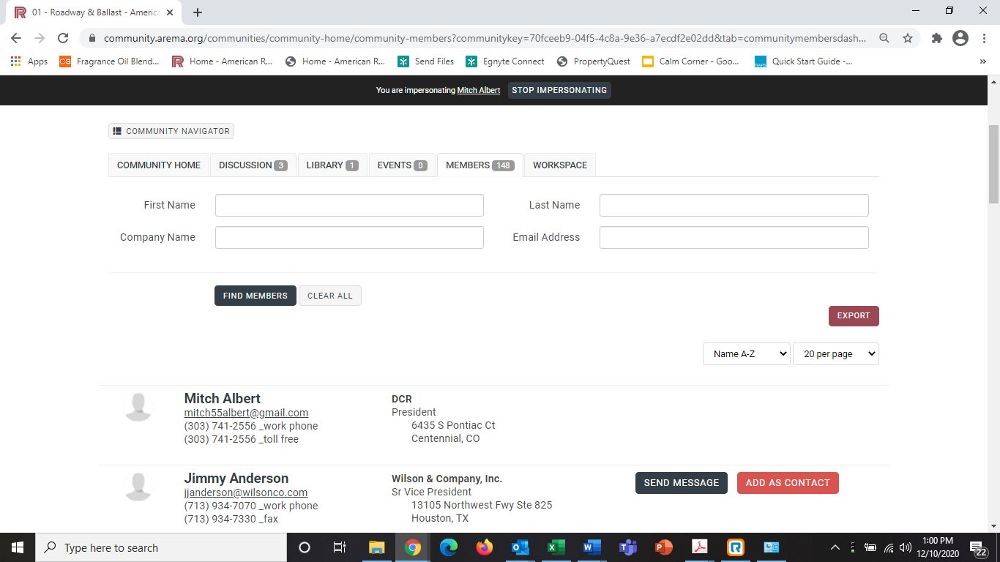 01 - Roadway & Ballast - America
community.arema.org/communities/community-home/community-members?communitykey=70fceeb9-04f5-4c8a-9e36-a7ecdf2e02dd&tab=communitymembersdash...
Apps
CS Fragrance Oil Blend...
Home - American R...
Home - American R...
Send Files
Egnyte Connect
PropertyQuest
Calm Corner - Goo...
Quick Start Guide -...
»
You are impersonating Mitch Albert STOP IMPERSONATING
COMMUNITY NAVIGATOR
COMMUNITY HOME DISCUSSION 3 LIBRARY 1 EVENTS 0 MEMBERS 148 WORKSPACE
First Name Last Name
Company Name Email Address
FIND MEMBERS CLEAR ALL
EXPORT
Name A-Z 20 per page
Mitch Albert
mitch55albert@gmail.com
(303) 741-2556 _work phone
(303) 741-2556 _toll free
DCR
President
6435 S Pontiac Ct
Centennial, CO
Jimmy Anderson
jjanderson@wilsonco.com
(713) 934-7070 _work phone
(713) 934-7330 _fax
Wilson & Company, Inc.
Sr Vice President
13105 Northwest Fwy Ste 825
Houston, TX
SEND MESSAGE ADD AS CONTACT
Type here to search
1:00 PM
12/10/2020
22